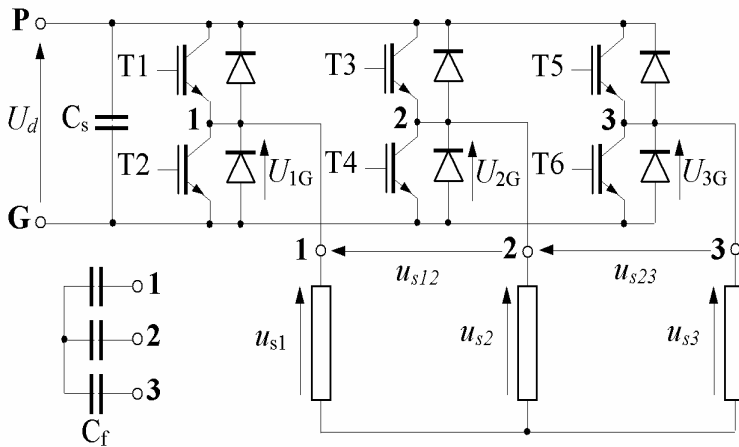 P
T1
T3
T5
U_d
C_s
1
2
3
T2
U_1G
T4
U_2G
T6
U_3G
G
1
2
3
u_s12
u_s23
1
2
3
u_s1
u_s2
u_s3
C_f